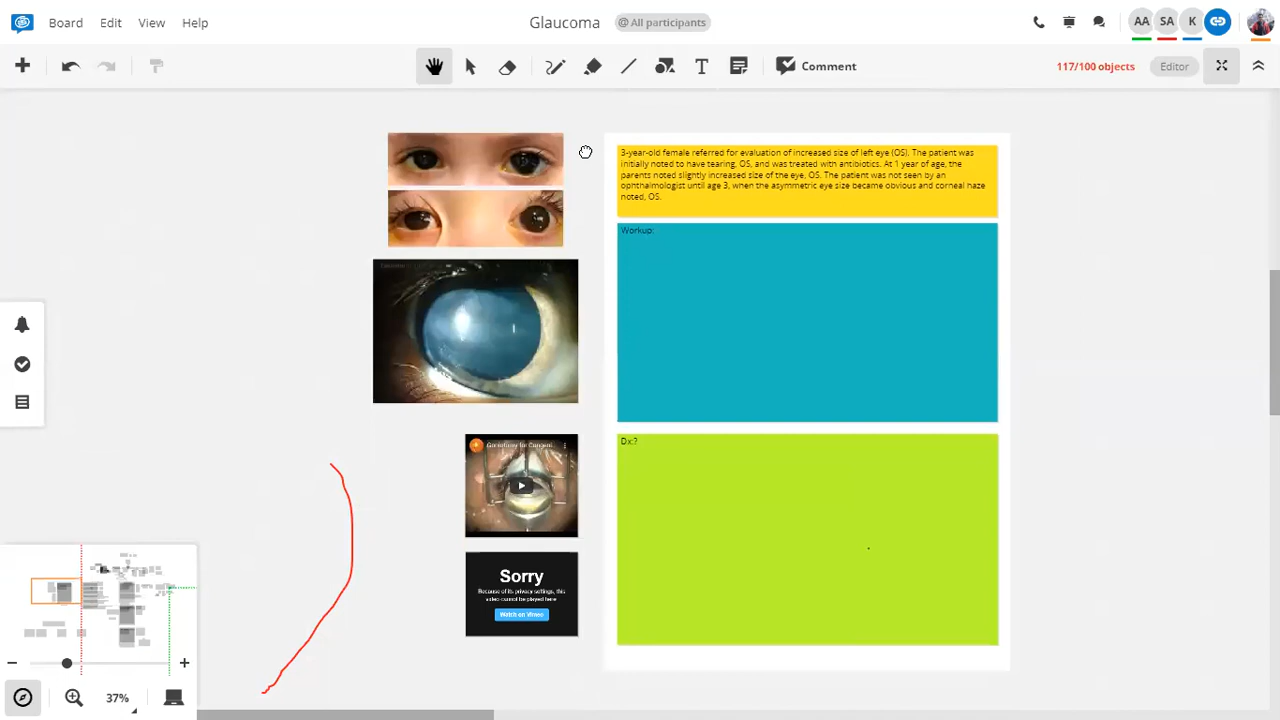 Board Edit View Help
Glaucoma
@ All participants
AA SA K
Comment
117/100 objects
Editor
3-year-old female referred for evaluation of increased size of left eye (OS). The patient was
initially noted to have tearing, OS, and was treated with antibiotics. At 1 year of age, the
parents noted slightly increased size of the eye, OS. The patient was not seen by an
ophthalmologist until age 3, when the asymmetric eye size became obvious and corneal haze
noted, OS.
Workup:
Goniotomy for Congeni...
Dx:?
Sorry
Because of its privacy settings, this
video cannot be played here
Watch on Vimeo
37%